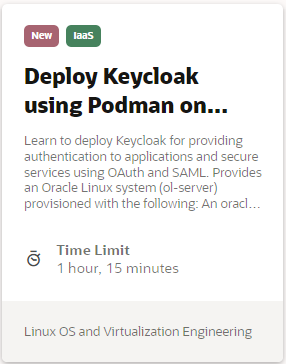 New IaaS
Deploy Keycloak
using Podman on...
Learn to deploy Keycloak for providing
authentication to applications and secure
services using OAuth and SAML. Provides
an Oracle Linux system (ol-server)
provisioned with the following: An oracl...
Time Limit
1 hour, 15 minutes
Linux OS and Virtualization Engineering